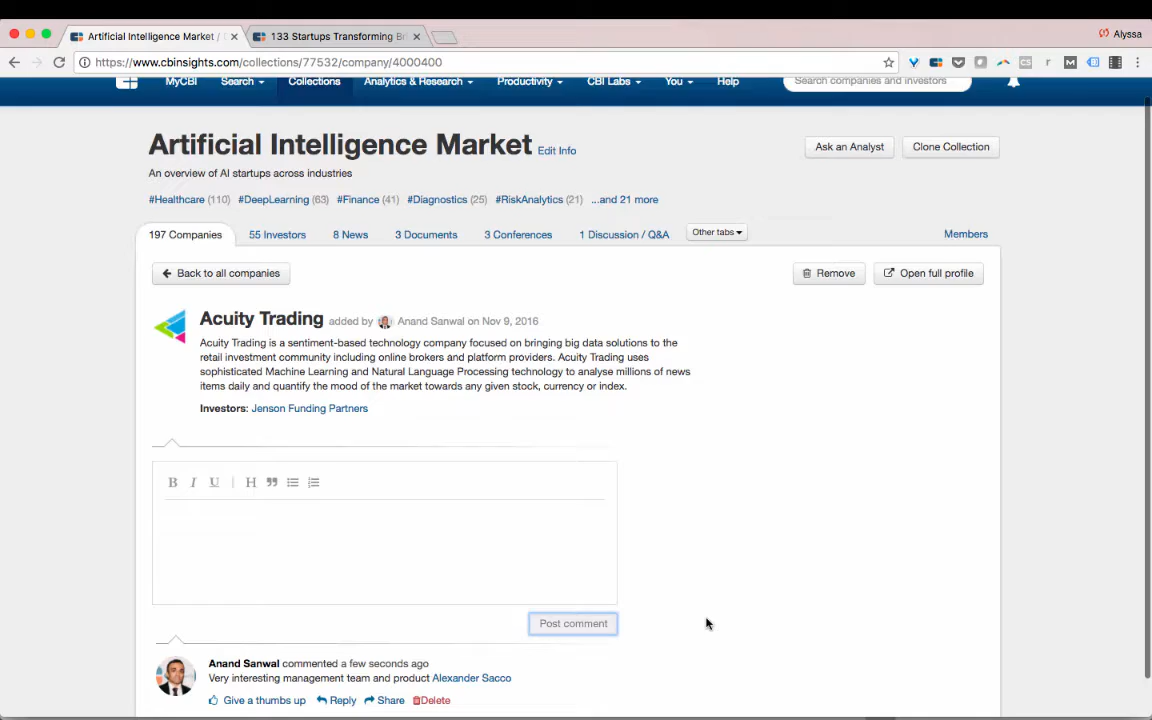 Artificial Intelligence Market /
133 Startups Transforming Br
Alyssa
https://www.cbinsights.com/collections/77532/company/4000400
MyCBI Search Collections Analytics & Research Productivity CBI Labs You Help Search companies and investors
Artificial Intelligence Market Edit Info
Ask an Analyst Clone Collection
An overview of AI startups across industries
#Healthcare (110) #DeepLearning (63) #Finance (41) #Diagnostics (25) #RiskAnalytics (21) ...and 21 more
197 Companies 55 Investors 8 News 3 Documents 3 Conferences 1 Discussion / Q&A Other tabs Members
Back to all companies Remove Open full profile
Acuity Trading added by Anand Sanwal on Nov 9, 2016
Acuity Trading is a sentiment-based technology company focused on bringing big data solutions to the
retail investment community including online brokers and platform providers. Acuity Trading uses
sophisticated Machine Learning and Natural Language Processing technology to analyse millions of news
items daily and quantify the mood of the market towards any given stock, currency or index.
Investors: Jenson Funding Partners
B I U | H
Post comment
Anand Sanwal commented a few seconds ago
Very interesting management team and product Alexander Sacco
Give a thumbs up Reply Share Delete